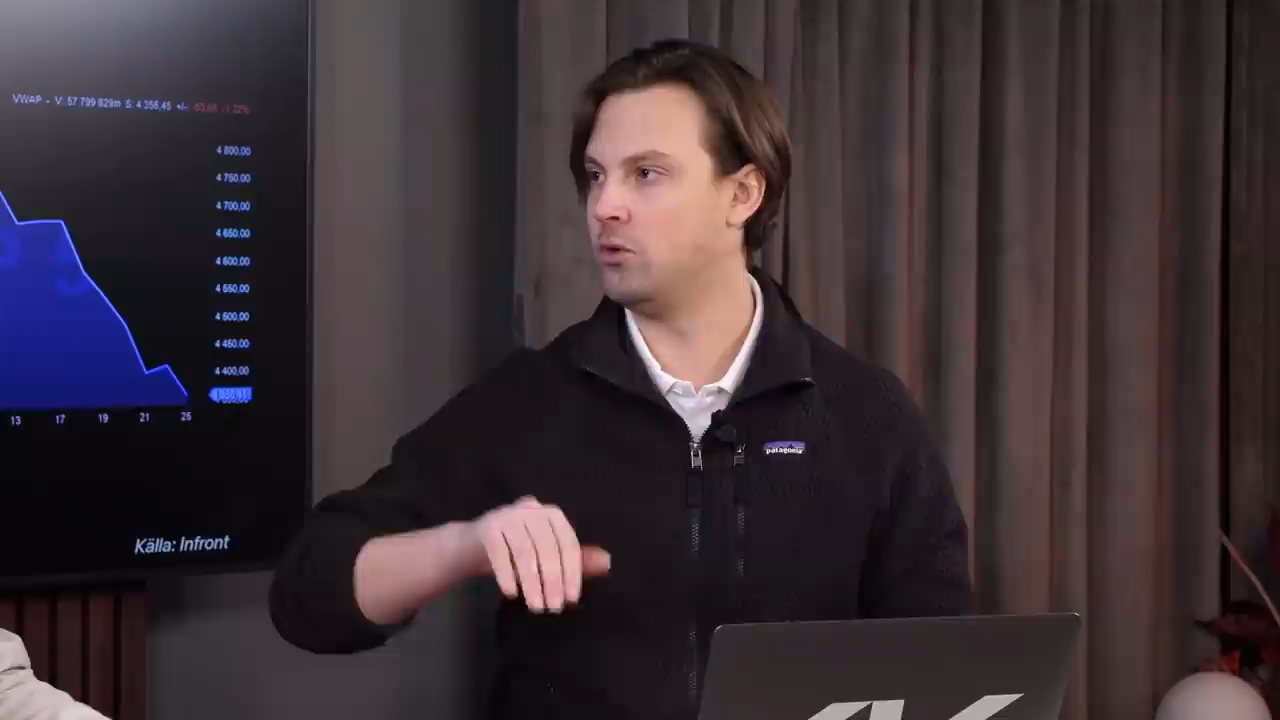 VWAP - V: 57 799 829m S: 4 356,45 +/-
4 800,00
4 750,00
4 700,00
4 650,00
4 600,00
4 550,00
4 500,00
4 450,00
4 400,00
13 17 19 21 25
Källa: Infront
patagonia